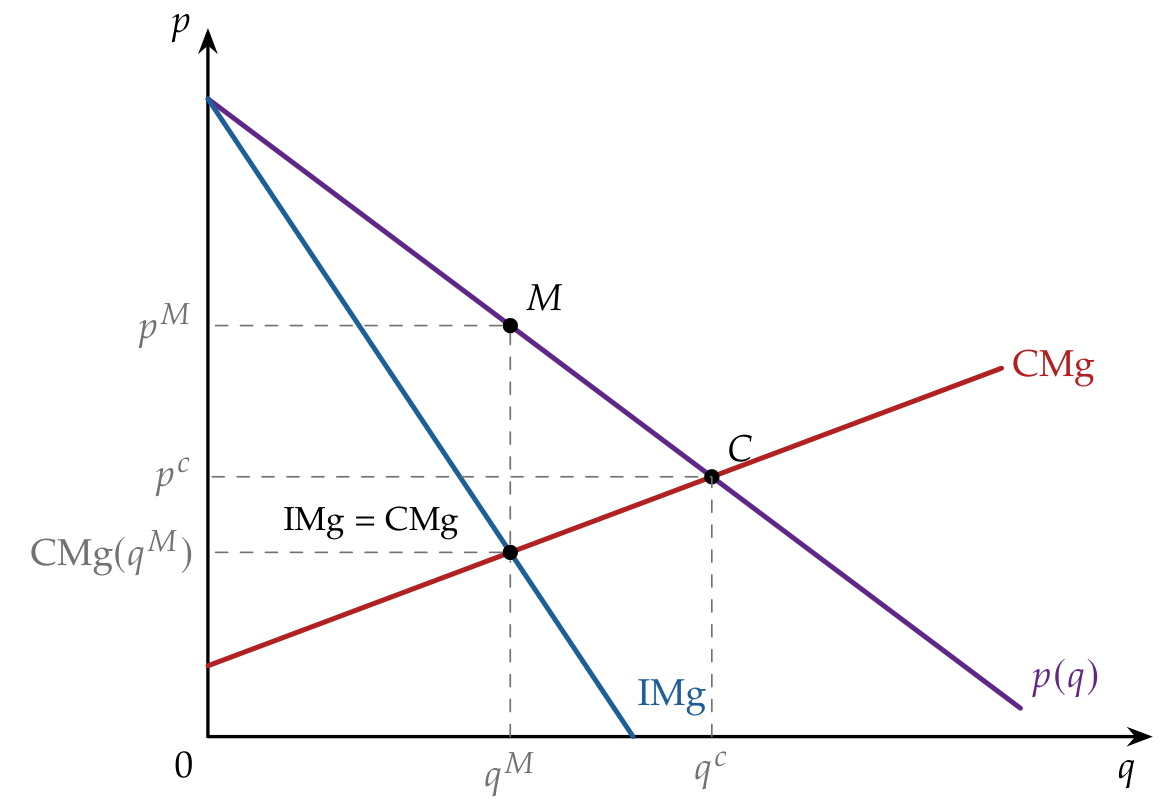 p
M
p^M
CMg
C
p^c
IMg = CMg
CMg(q^M)
p(q)
IMg
0
q^M
q^c
q